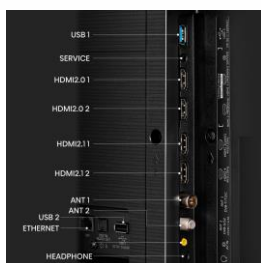 USB 1
SERVICE
HDMI2.0 1
HDMI2.0 2
HDMI2.1 1
HDMI2.1 2
ANT 1
ANT 2
USB 2
ETHERNET
HEADPHONE